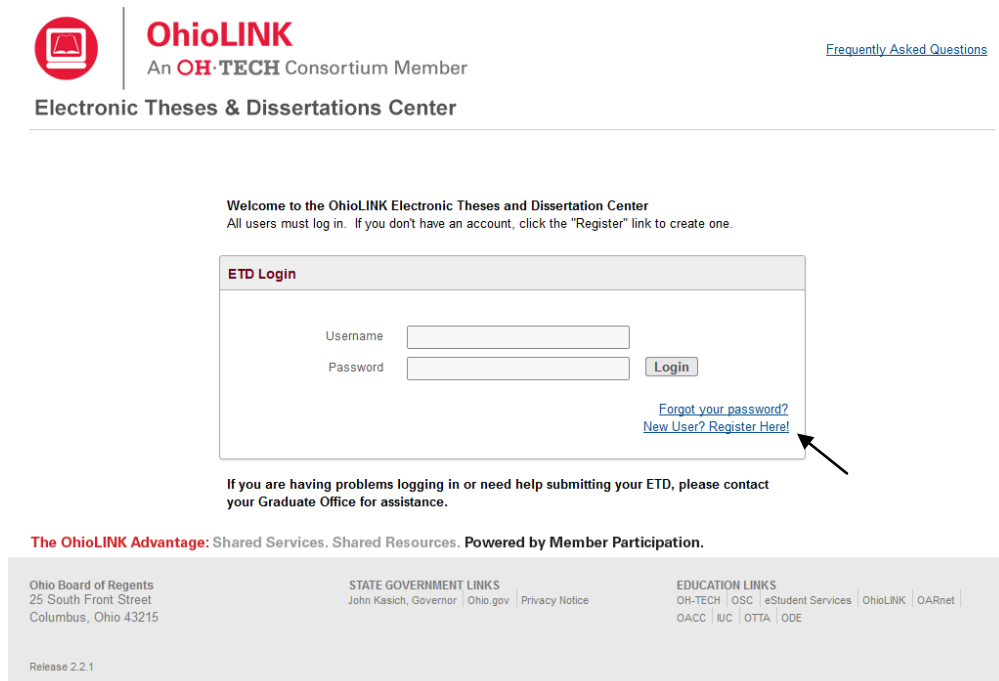 OhioLINK
An OH·TECH Consortium Member
Frequently Asked Questions
Electronic Theses & Dissertations Center
Welcome to the OhioLINK Electronic Theses and Dissertation Center
All users must log in. If you don't have an account, click the "Register" link to create one.
ETD Login
Username
Password
Login
Forgot your password?
New User? Register Here!
If you are having problems logging in or need help submitting your ETD, please contact
your Graduate Office for assistance.
The OhioLINK Advantage: Shared Services. Shared Resources. Powered by Member Participation.
Ohio Board of Regents
25 South Front Street
Columbus, Ohio 43215
STATE GOVERNMENT LINKS
John Kasich, Governor Ohio.gov Privacy Notice
EDUCATION LINKS
OH-TECH OSC eStudent Services OhioLINK OARnet
OACC IUC OTTA ODE
Release 2.2.1